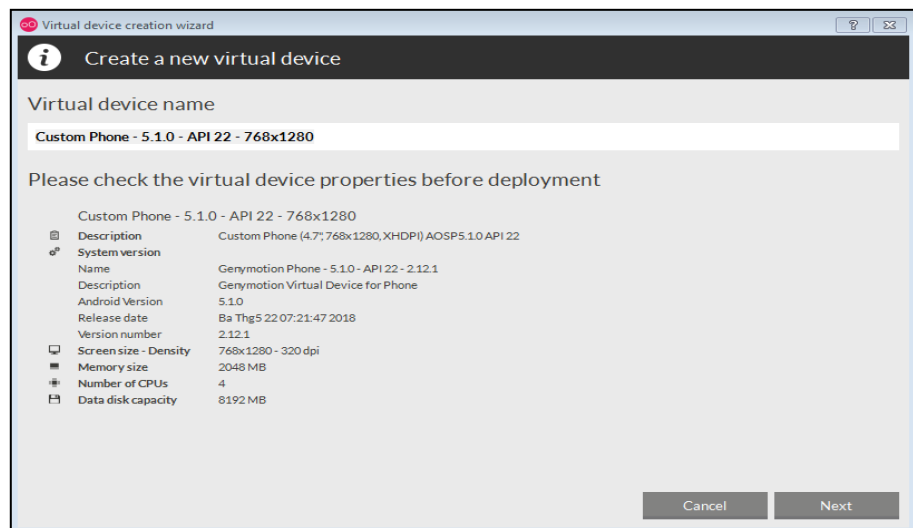 Virtual device creation wizard
i Create a new virtual device
Virtual device name
Custom Phone - 5.1.0 - API 22 - 768x1280
Please check the virtual device properties before deployment
Custom Phone - 5.1.0 - API 22 - 768x1280
Description Custom Phone (4.7", 768x1280, XHDPI) AOSP5.1.0 API 22
System version
Name Genymotion Phone - 5.1.0 - API 22 - 2.12.1
Description Genymotion Virtual Device for Phone
Android Version 5.1.0
Release date Ba Thg5 22 07:21:47 2018
Version number 2.12.1
Screen size - Density 768x1280 - 320 dpi
Memory size 2048 MB
Number of CPUs 4
Data disk capacity 8192 MB
Cancel Next